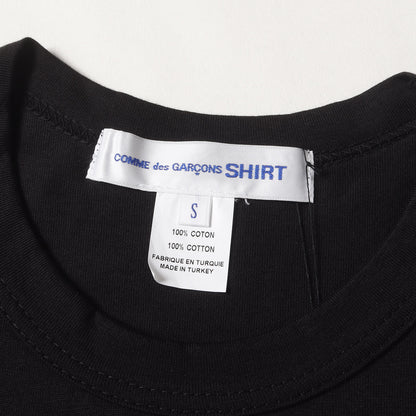 COMME des GARÇONS SHIRT
S
100% COTON
100% COTTON
FABRIQUE EN TURQUIE
MADE IN TURKEY